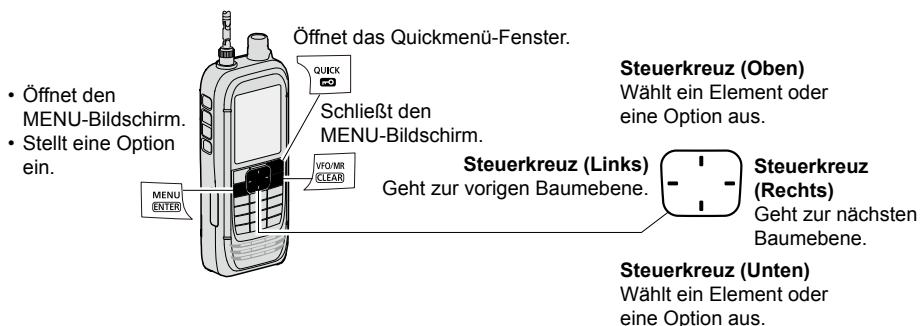 Öffnet das Quickmenü-Fenster.
QUICK
• Öffnet den
MENU-Bildschirm.
• Stellt eine Option
ein.
MENU
ENTER
Schließt den
MENU-Bildschirm.
VFO/MR
CLEAR
Steuerkreuz (Oben)
Wählt ein Element oder
eine Option aus.
Steuerkreuz (Links)
Geht zur vorigen Baumebene.
Steuerkreuz
(Rechts)
Geht zur nächsten
Baumebene.
Steuerkreuz (Unten)
Wählt ein Element oder
eine Option aus.